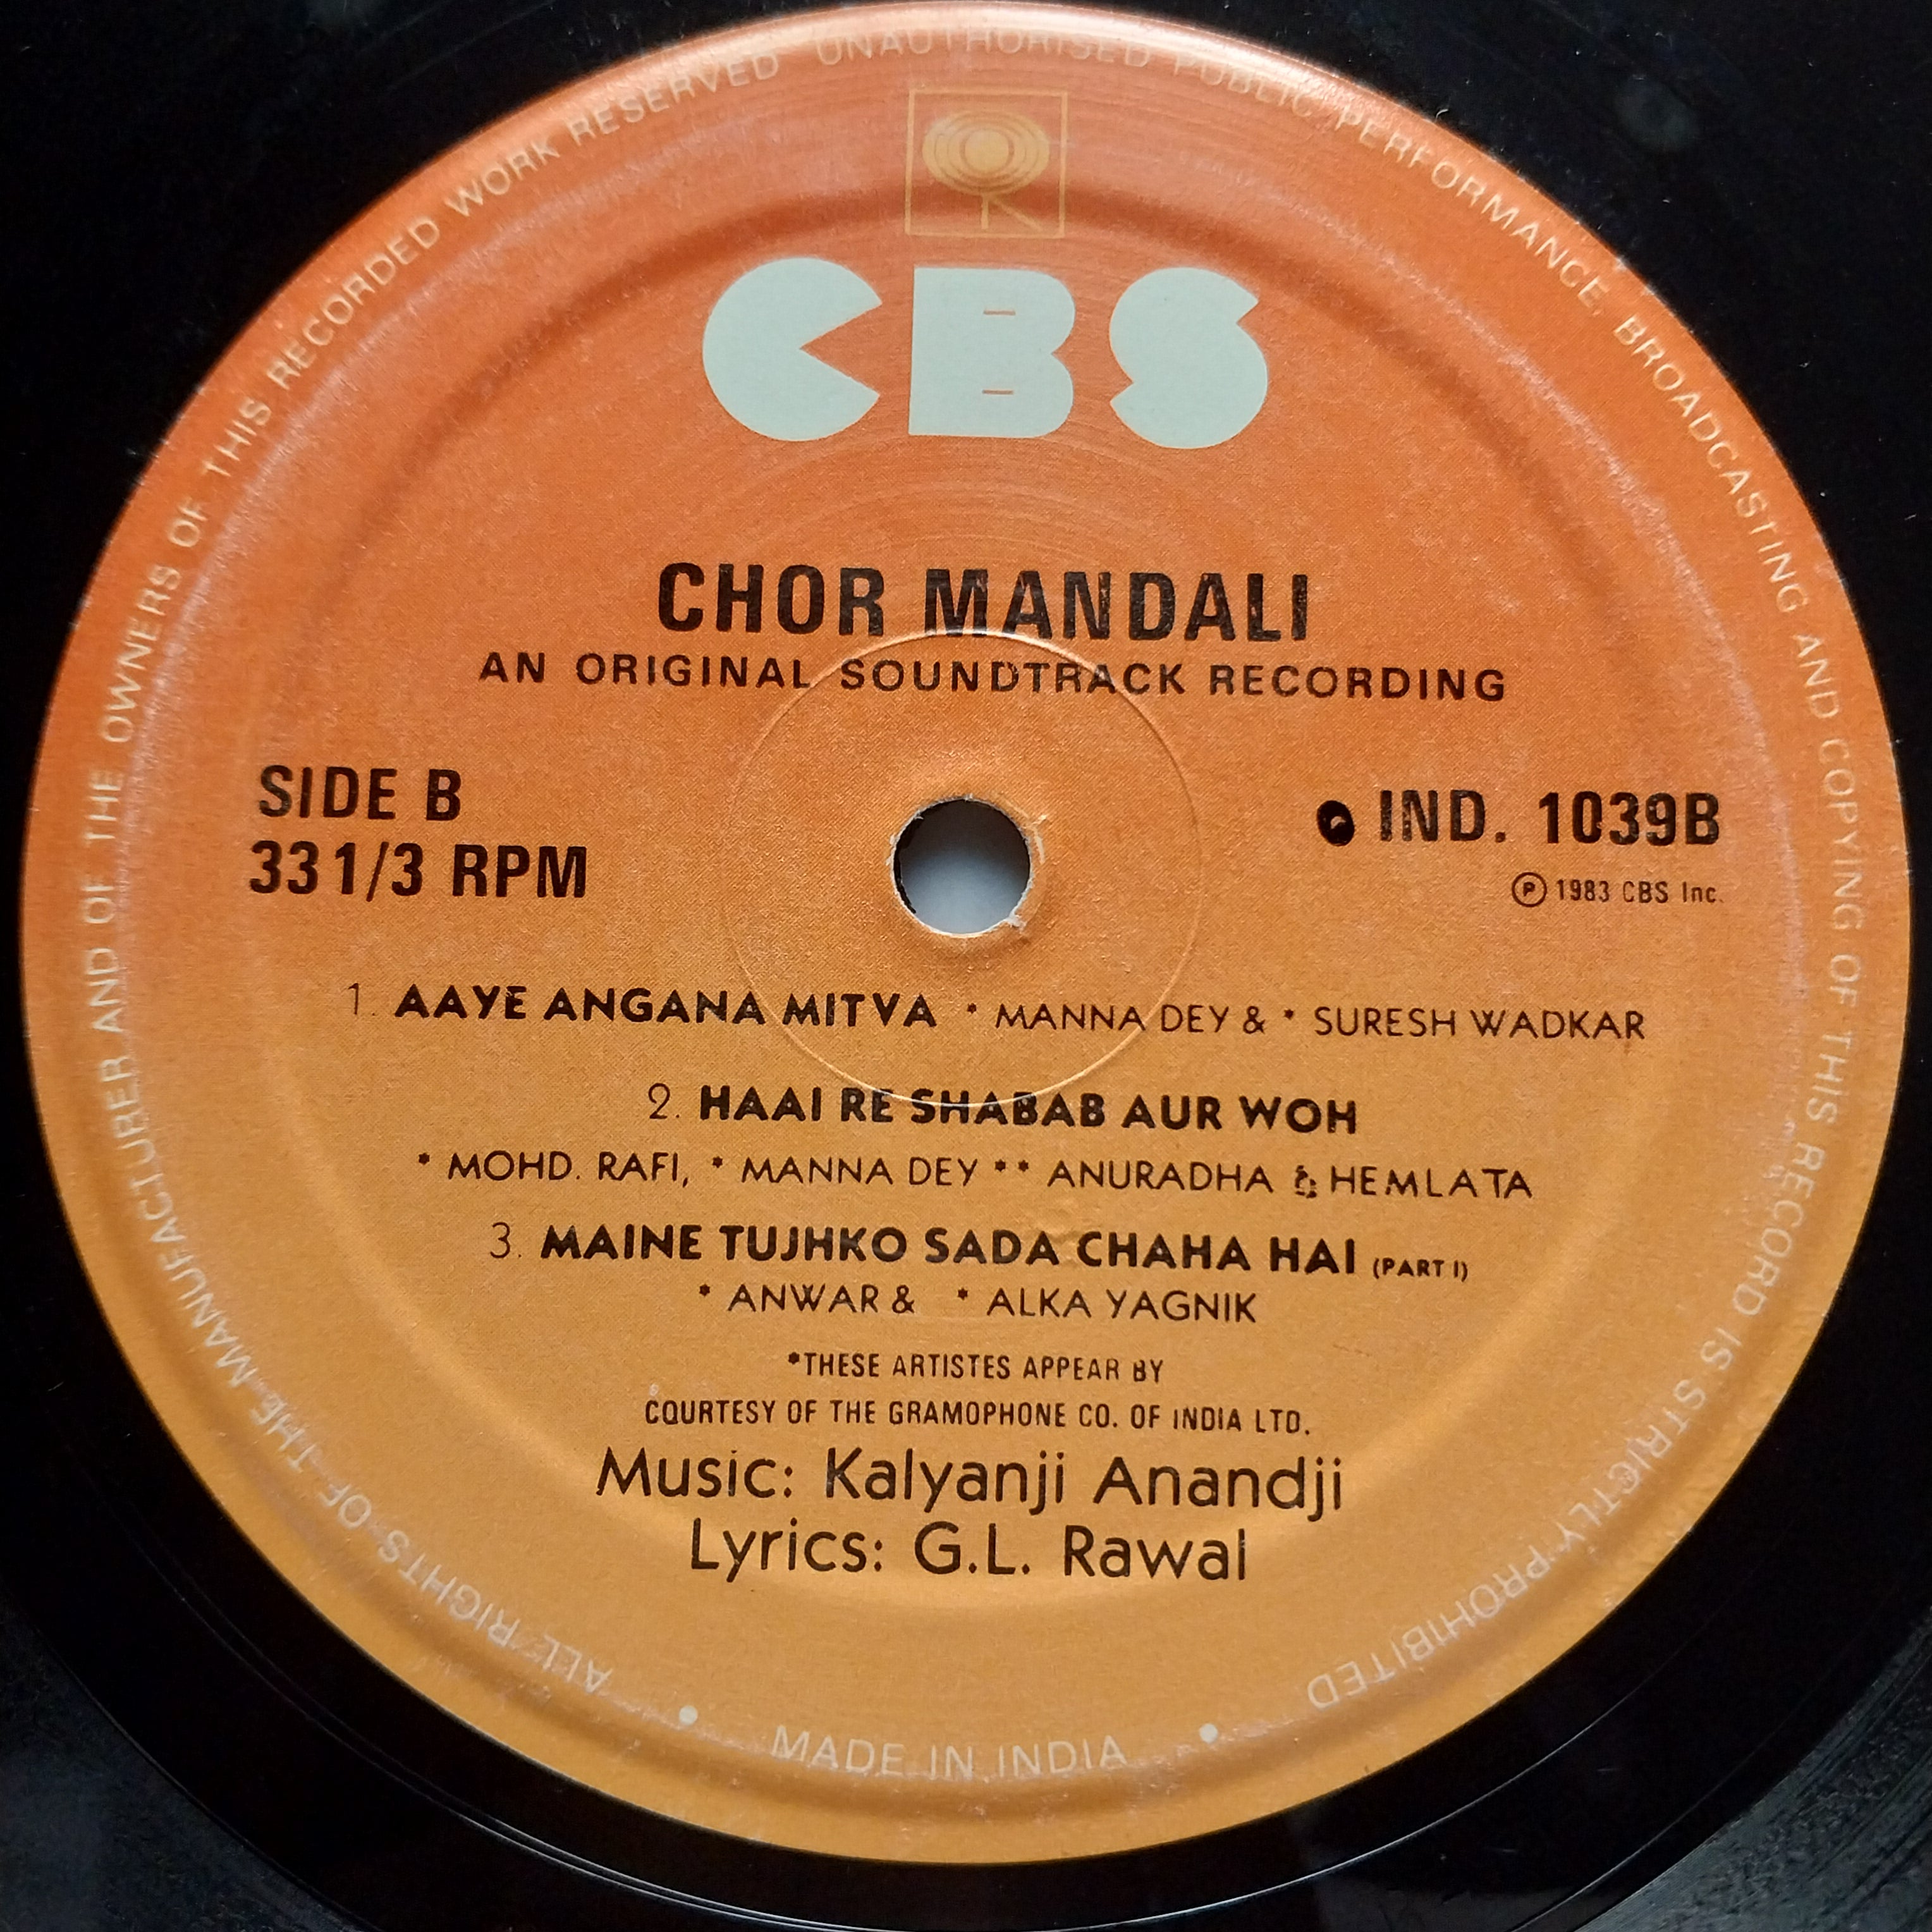 ALL RIGHTS OF THE MANUFACTURER AND OF THE OWNERS OF THIS RECORDED WORK RESERVED UNAUTHORISED PUBLIC PERFORMANCE, BROADCASTING AND COPYING OF THIS RECORD IS STRICTLY PROHIBITED
CBS
CHOR MANDALI
AN ORIGINAL SOUNDTRACK RECORDING
SIDE B
33 1/3 RPM
IND. 1039B
℗ 1983 CBS Inc.
1. AAYE ANGANA MITVA * MANNA DEY & * SURESH WADKAR
2. HAAI RE SHABAB AUR WOH
* MOHD. RAFI, * MANNA DEY ** ANURADHA & HEMLATA
3. MAINE TUJHKO SADA CHAHA HAI (PART I)
* ANWAR & * ALKA YAGNIK
*THESE ARTISTES APPEAR BY
COURTESY OF THE GRAMOPHONE CO. OF INDIA LTD.
Music: Kalyanji Anandji
Lyrics: G.L. Rawal
• MADE IN INDIA •